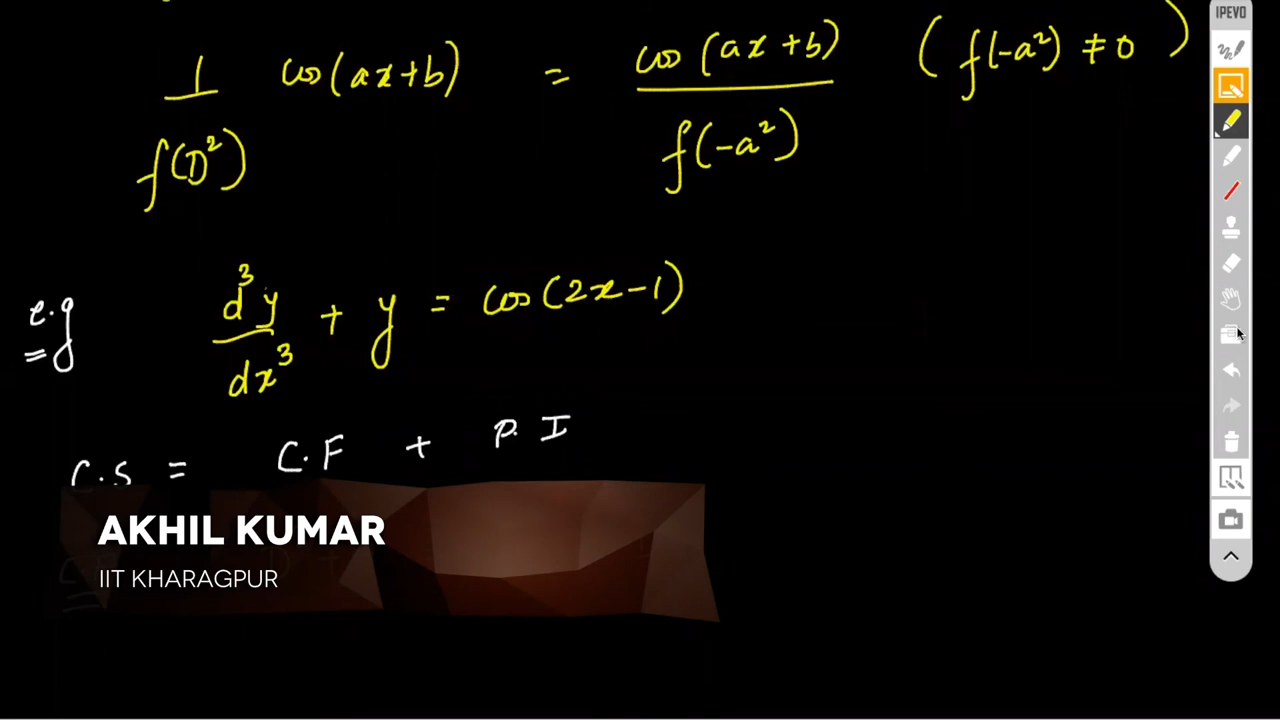 IPEVO
1/f(D²) cos(ax+b) = cos(ax+b)/f(-a²) (f(-a²) ≠ 0)
e.g d³y/dx³ + y = cos(2x-1)
C.S = C.F + P.I
AKHIL KUMAR
IIT KHARAGPUR